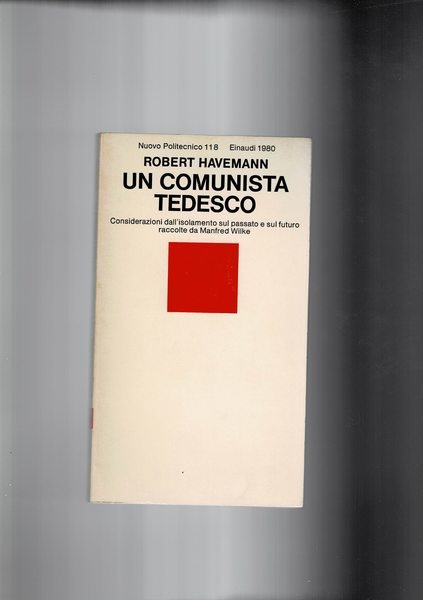 Nuovo Politecnico 118 Einaudi 1980
ROBERT HAVEMANN
UN COMUNISTA
TEDESCO
Considerazioni dall'isolamento sul passato e sul futuro
raccolte da Manfred Wilke